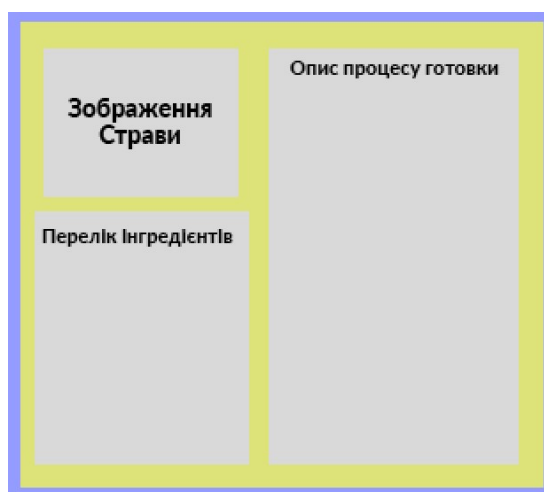 Зображення
Страви
Перелік інгредієнтів
Опис процесу готовки